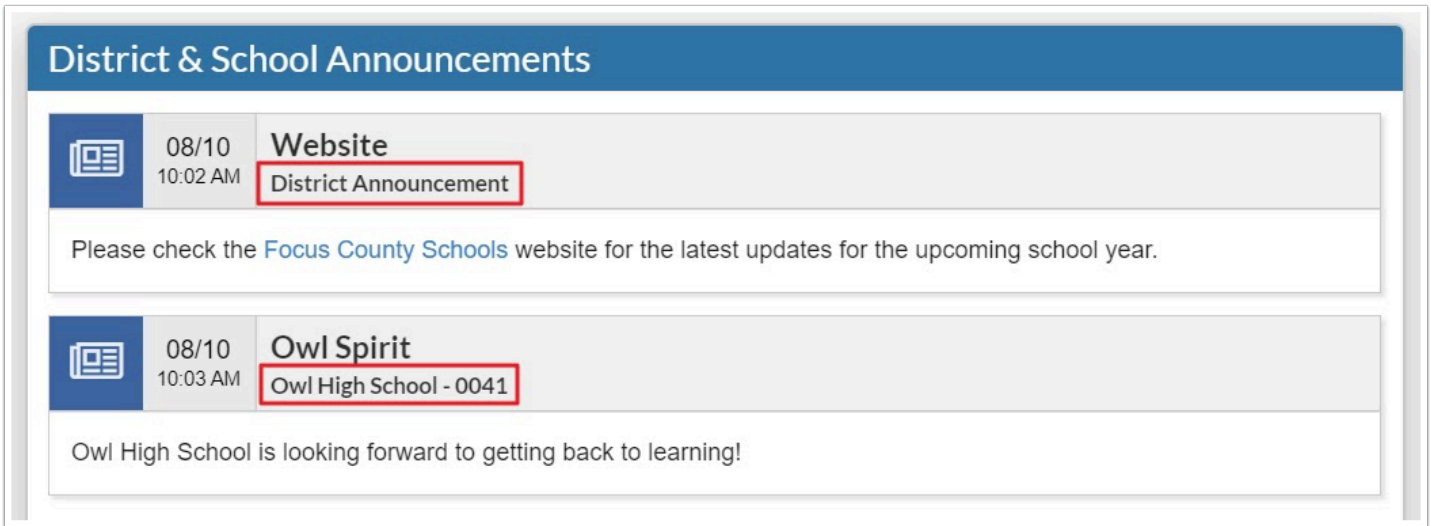 District & School Announcements
08/10
10:02 AM
Website
District Announcement
Please check the Focus County Schools website for the latest updates for the upcoming school year.
08/10
10:03 AM
Owl Spirit
Owl High School - 0041
Owl High School is looking forward to getting back to learning!